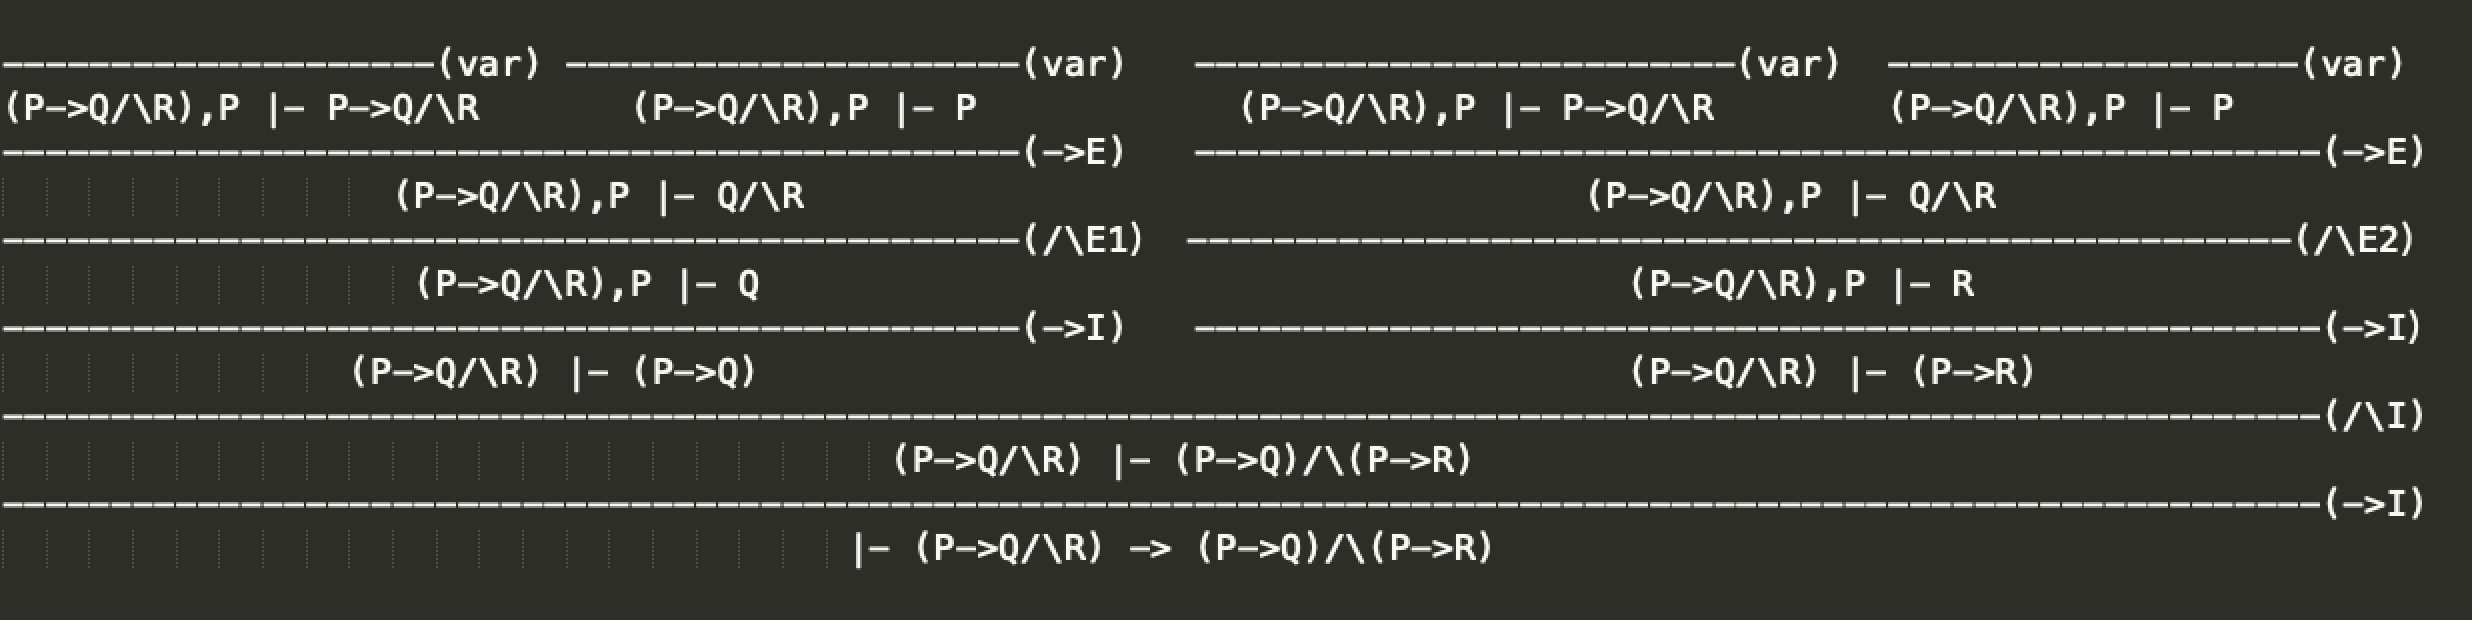 --------------------(var) ---------------------(var)   -------------------------(var)  -------------------(var)
(P->Q/\R),P |- P->Q/\R       (P->Q/\R),P |- P            (P->Q/\R),P |- P->Q/\R        (P->Q/\R),P |- P
-----------------------------------------------(->E)   ----------------------------------------------------(->E)
                  (P->Q/\R),P |- Q/\R                                    (P->Q/\R),P |- Q/\R
-----------------------------------------------(/\E1)  ---------------------------------------------------(/\E2)
                   (P->Q/\R),P |- Q                                        (P->Q/\R),P |- R
-----------------------------------------------(->I)   ----------------------------------------------------(->I)
                (P->Q/\R) |- (P->Q)                                        (P->Q/\R) |- (P->R)
-----------------------------------------------------------------------------------------------------------(/\I)
                                         (P->Q/\R) |- (P->Q)/\(P->R)
-----------------------------------------------------------------------------------------------------------(->I)
                                       |- (P->Q/\R) -> (P->Q)/\(P->R)